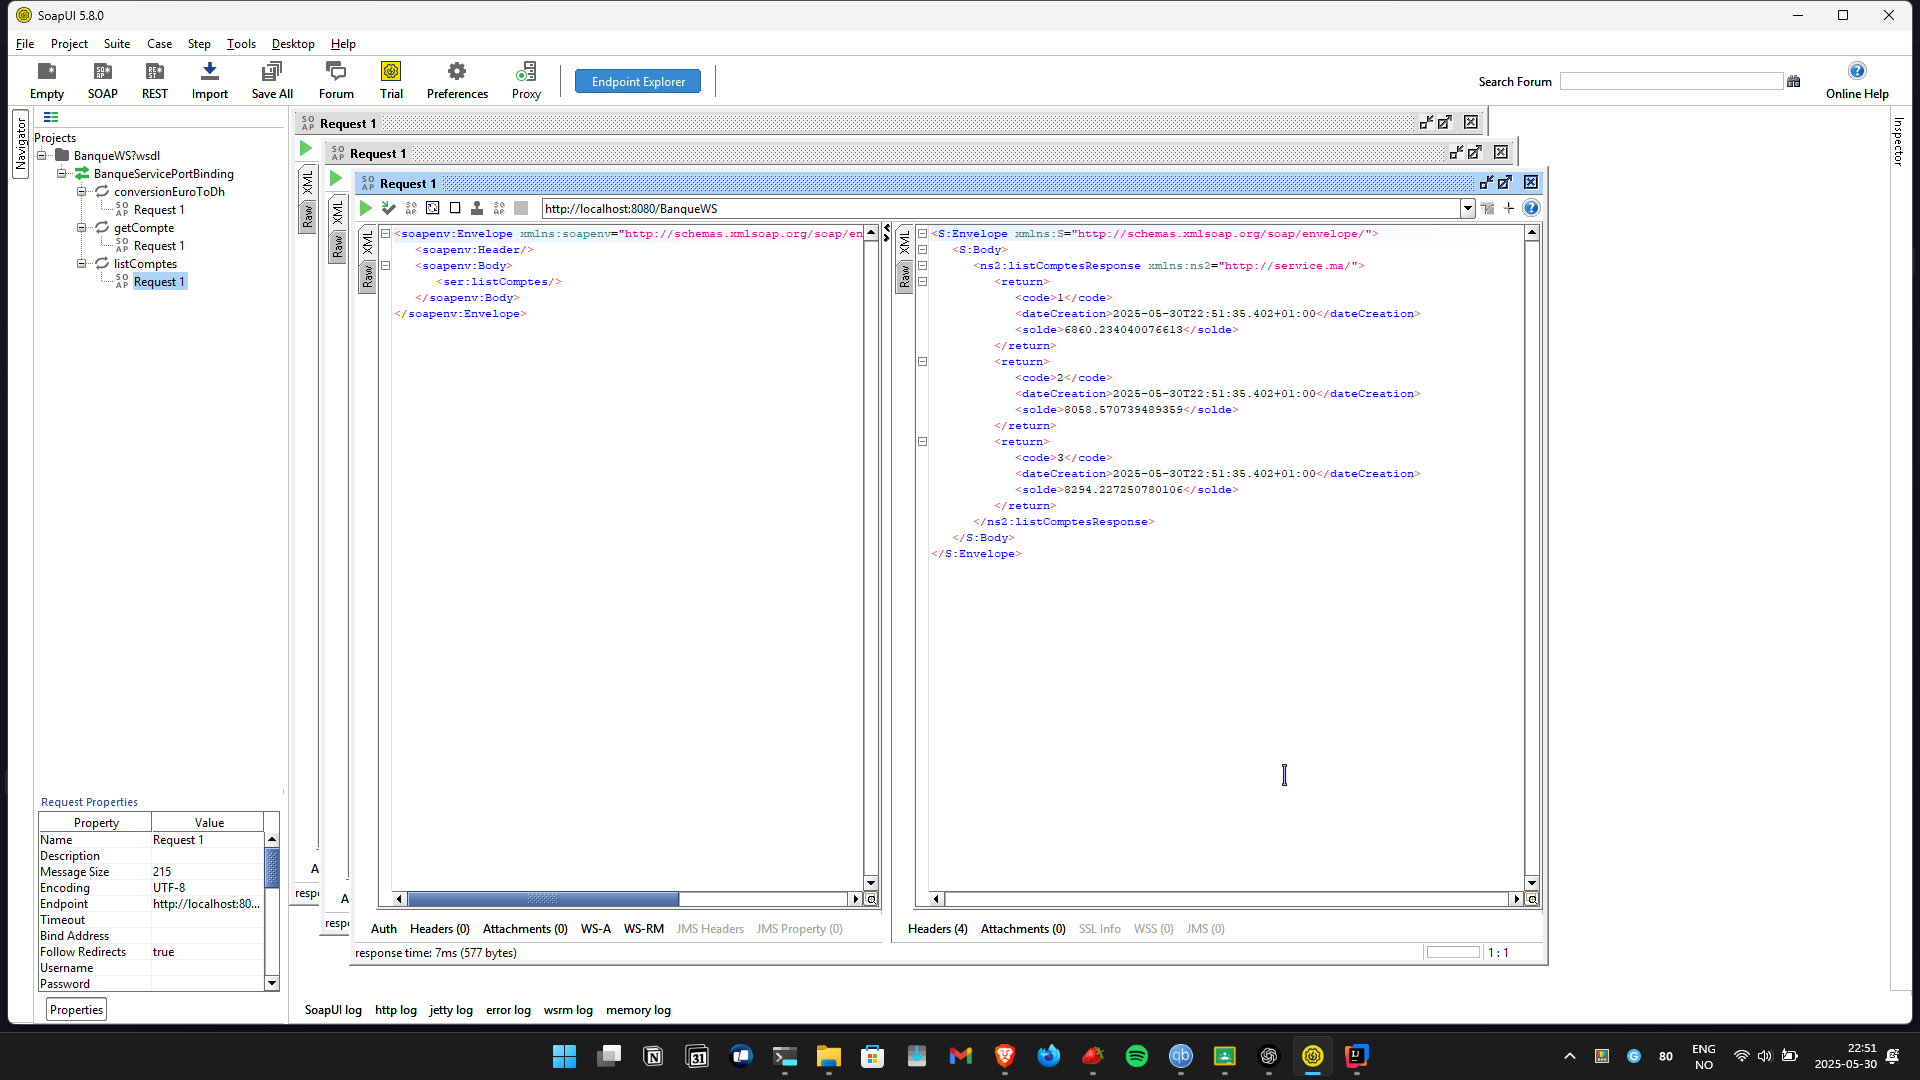 SoapUI 5.8.0
File Project Suite Case Step Tools Desktop Help
Empty SOAP REST Import Save All Forum Trial Preferences Proxy Endpoint Explorer Search Forum Online Help
Navigator
Inspector
Projects
BanqueWS?wsdl
BanqueServicePortBinding
conversionEuroToDh
Request 1
getCompte
Request 1
listComptes
Request 1
Request 1
Request 1
Request 1
http://localhost:8080/BanqueWS
XML
Raw
XML
Raw
XML
Raw
<soapenv:Envelope xmlns:soapenv="http://schemas.xmlsoap.org/soap/en
<soapenv:Header/>
<soapenv:Body>
<ser:listComptes/>
</soapenv:Body>
</soapenv:Envelope>
XML
Raw
<S:Envelope xmlns:S="http://schemas.xmlsoap.org/soap/envelope/">
<S:Body>
<ns2:listComptesResponse xmlns:ns2="http://service.ma/">
<return>
<code>1</code>
<dateCreation>2025-05-30T22:51:35.402+01:00</dateCreation>
<solde>6860.234040076613</solde>
</return>
<return>
<code>2</code>
<dateCreation>2025-05-30T22:51:35.402+01:00</dateCreation>
<solde>8058.570739489359</solde>
</return>
<return>
<code>3</code>
<dateCreation>2025-05-30T22:51:35.402+01:00</dateCreation>
<solde>8294.227250780106</solde>
</return>
</ns2:listComptesResponse>
</S:Body>
</S:Envelope>
Request Properties
Property Value
Name Request 1
Description
Message Size 215
Encoding UTF-8
Endpoint http://localhost:80...
Timeout
Bind Address
Follow Redirects true
Username
Password
Properties
A
respo
A
respo
Auth Headers (0) Attachments (0) WS-A WS-RM JMS Headers JMS Property (0)
Headers (4) Attachments (0) SSL Info WSS (0) JMS (0)
response time: 7ms (577 bytes)
1 : 1
SoapUI log http log jetty log error log wsrm log memory log
31
qb
80
ENG
NO
22:51
2025-05-30